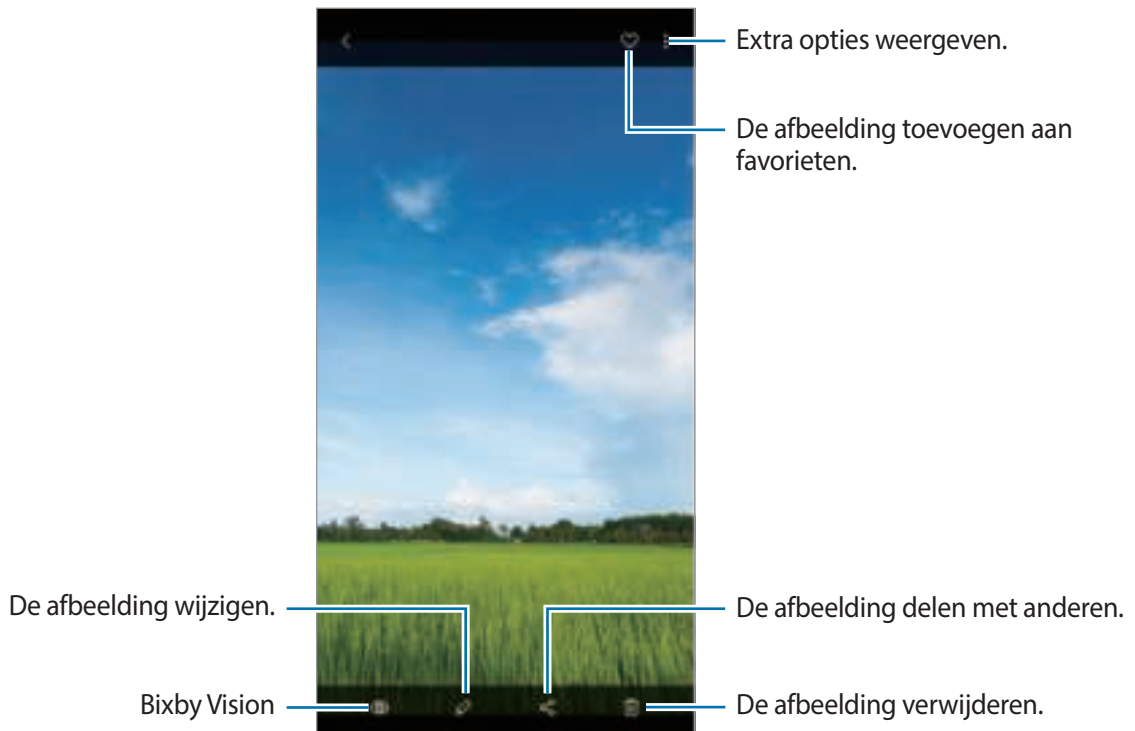 Extra opties weergeven.
De afbeelding toevoegen aan
favorieten.
De afbeelding wijzigen.
De afbeelding delen met anderen.
Bixby Vision
De afbeelding verwijderen.